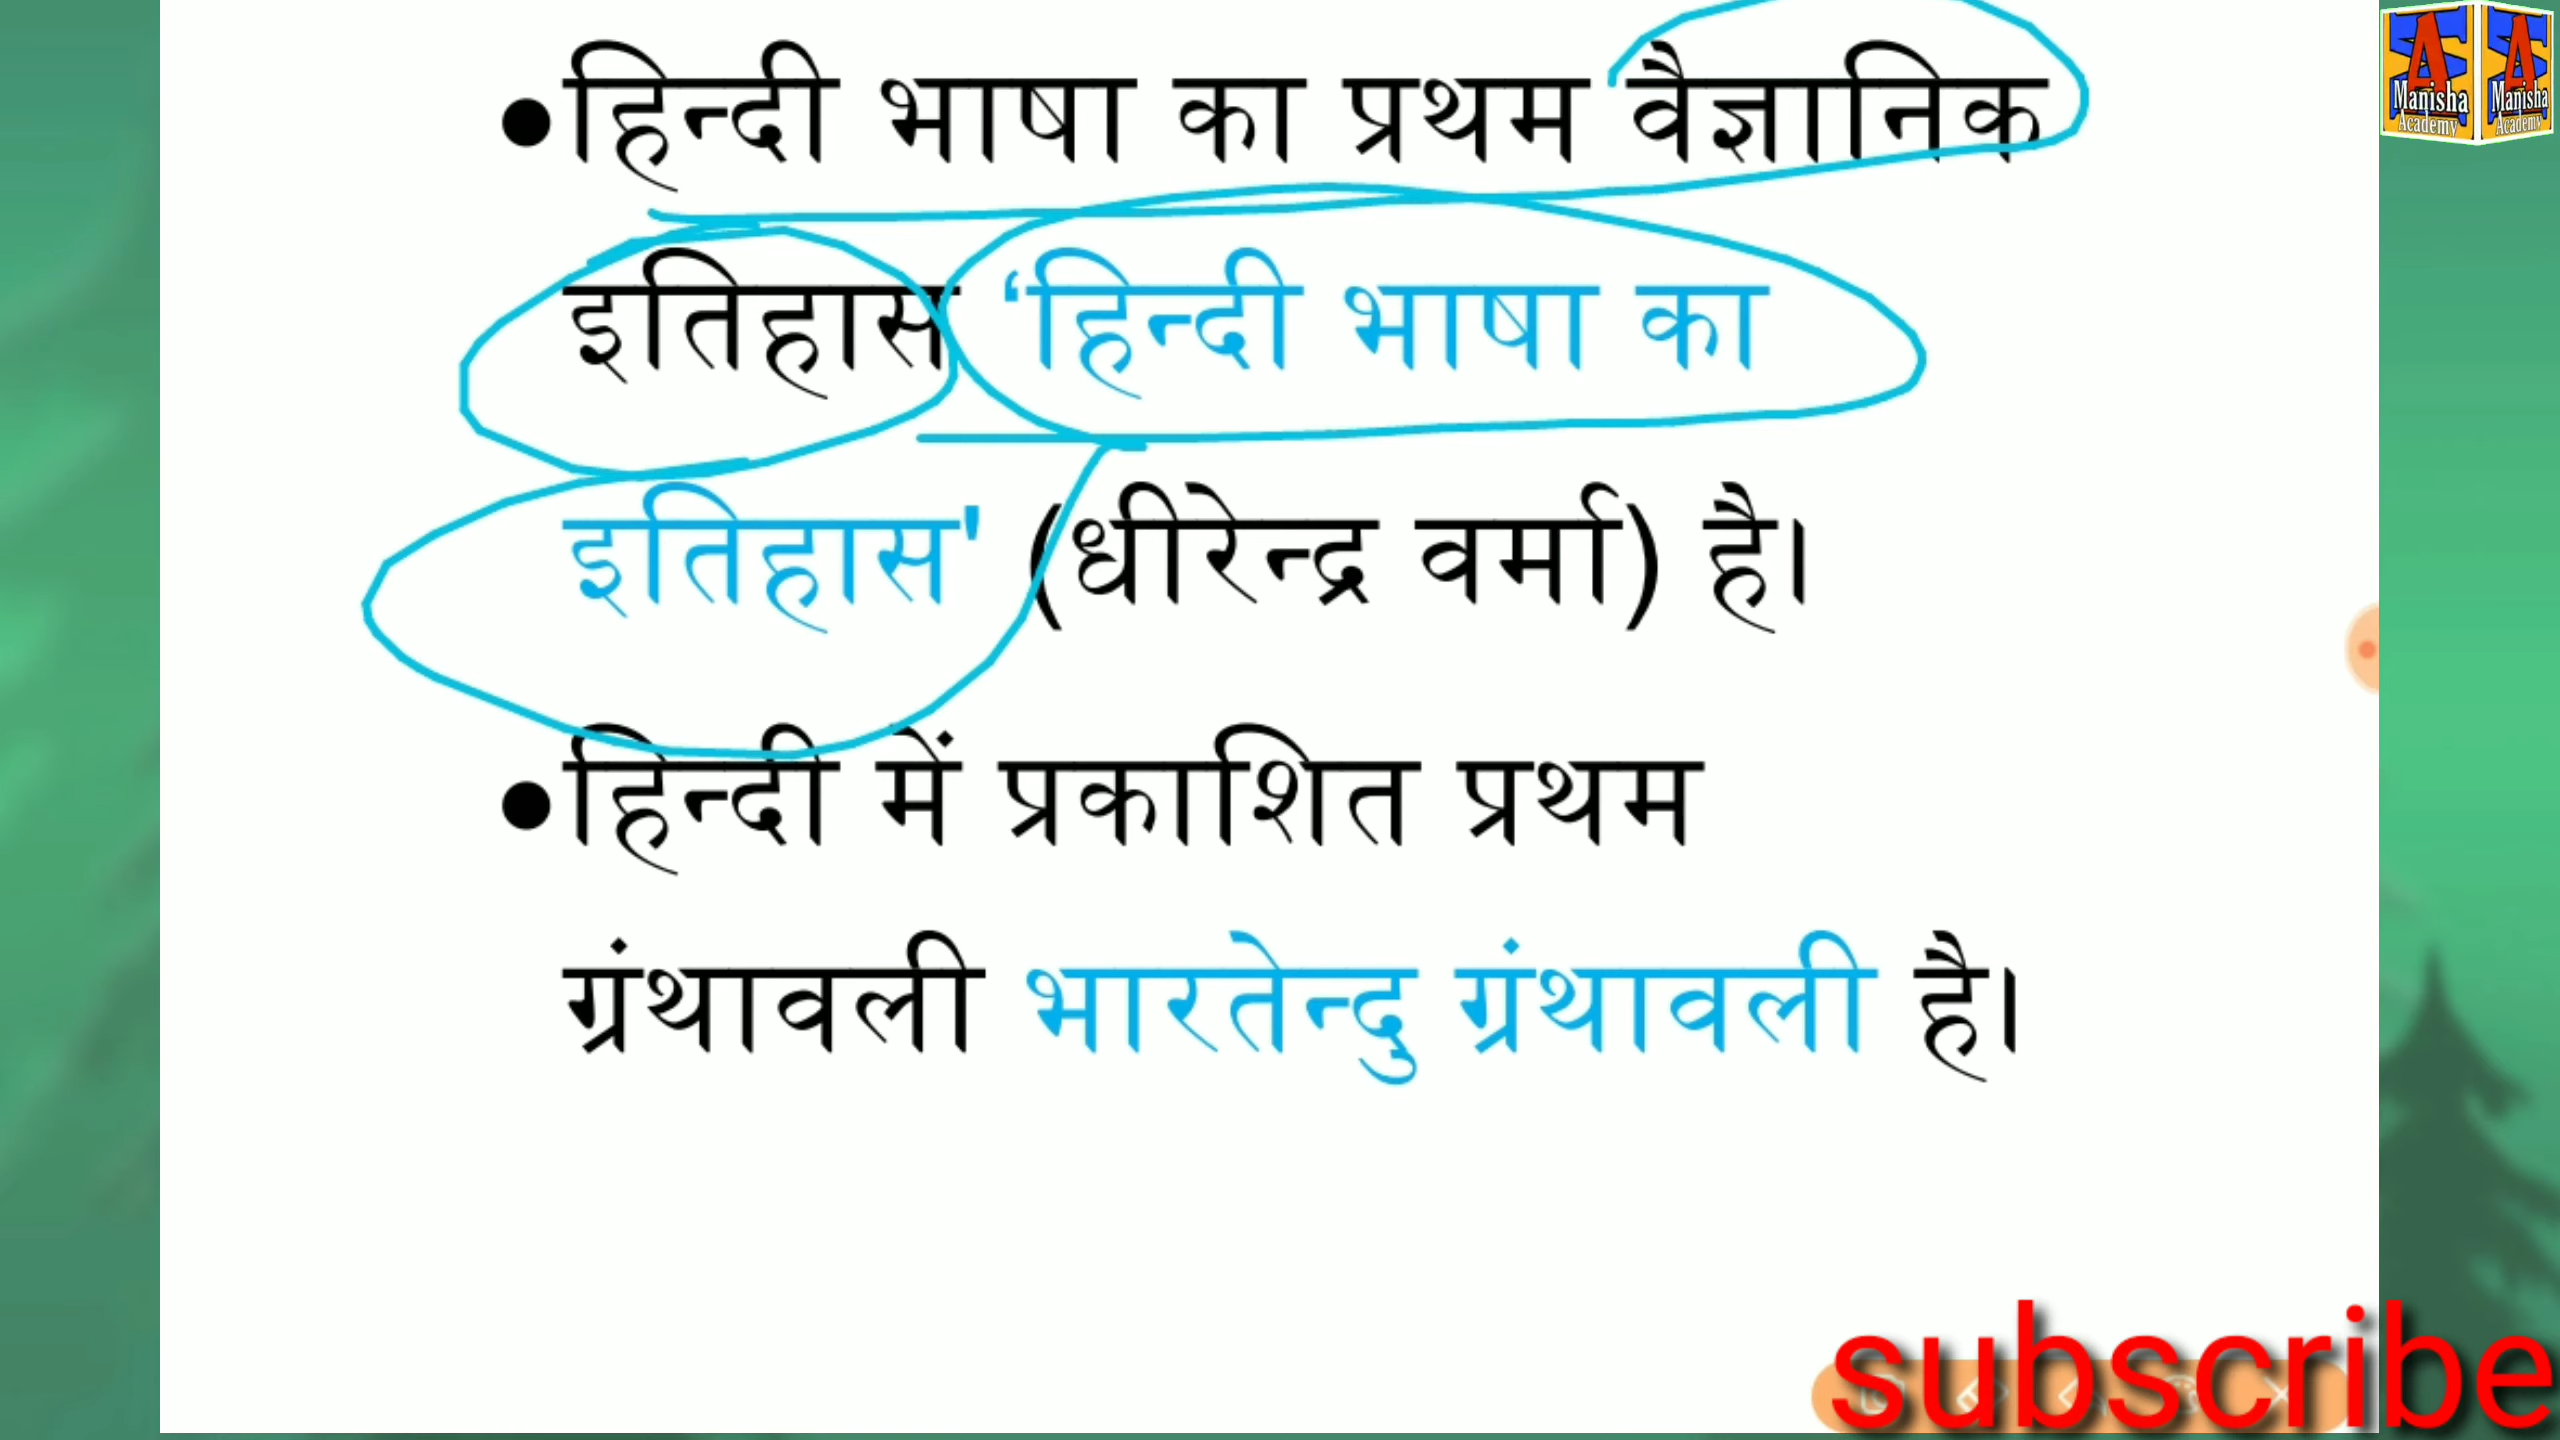 •हिन्दी भाषा का प्रथम वैज्ञानिक
इतिहास ‘हिन्दी भाषा का
इतिहास' (धीरेन्द्र वर्मा) है।
•हिन्दी में प्रकाशित प्रथम
ग्रंथावली भारतेन्दु ग्रंथावली है।
Manisha Academy
Manisha Academy
subscribe